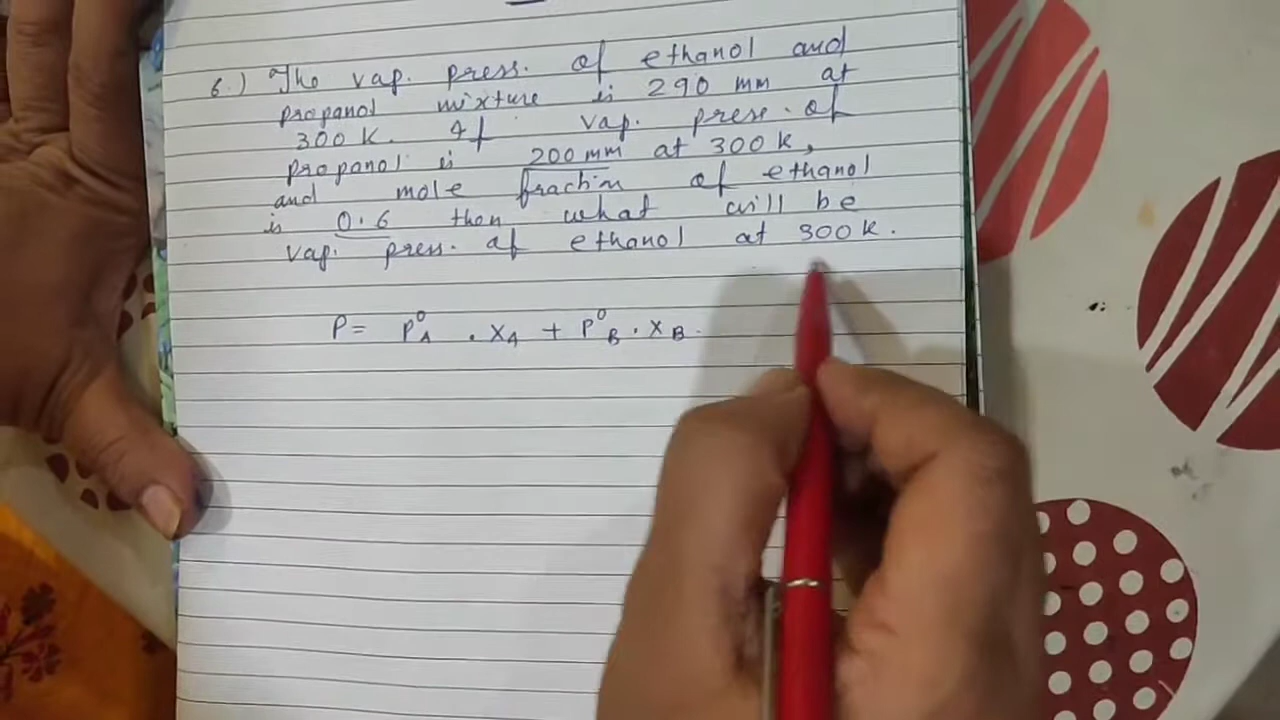 6.) The vap. press. of ethanol and
propanol mixture is 290 mm at
300 K. If vap. press. of
propanol is 200 mm at 300 K,
and mole fraction of ethanol
is 0.6 then what will be
vap. press. of ethanol at 300 K.
P = P°A . XA + P°B . XB.